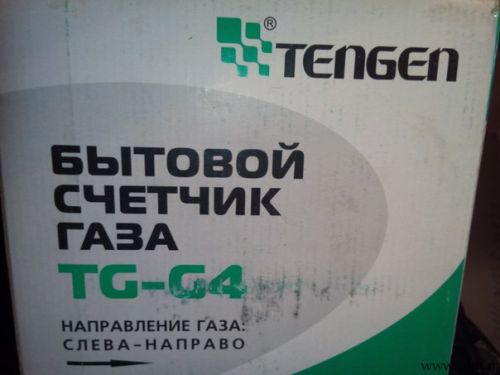 ® TENGEN
БЫТОВОЙ
СЧЕТЧИК
ГАЗА
TG-G4
НАПРАВЛЕНИЕ ГАЗА:
СЛЕВА-НАПРАВО